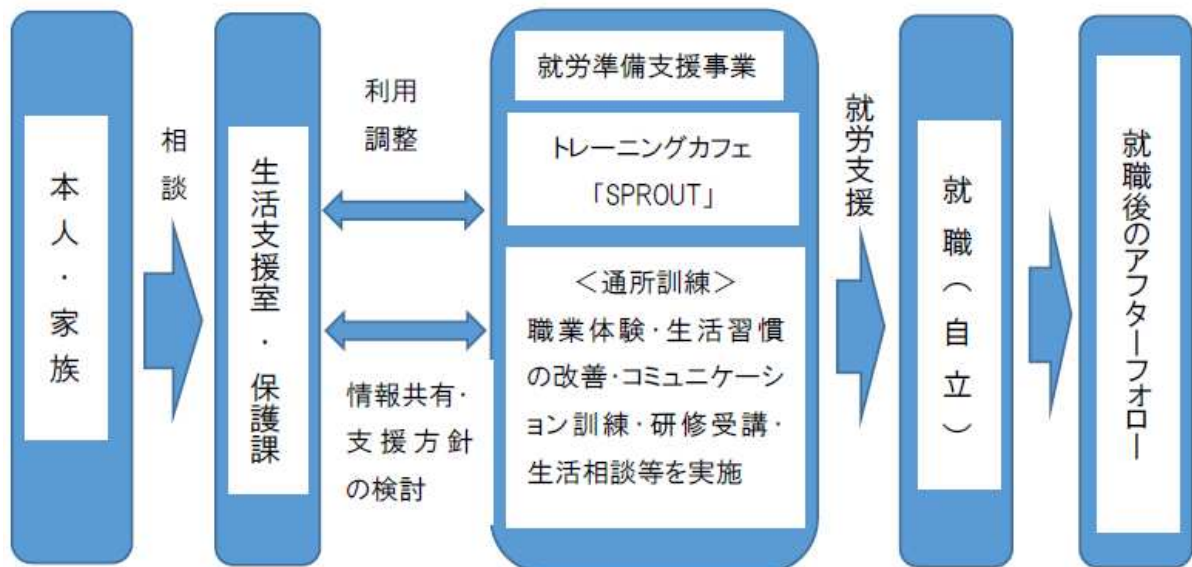 本人・家族
相談
生活支援室・保護課
利用
調整
情報共有・
支援方針
の検討
就労準備支援事業
トレーニングカフェ
「SPROUT」
＜通所訓練＞
職業体験・生活習慣
の改善・コミュニケーシ
ョン訓練・研修受講・
生活相談等を実施
就労支援
就職（自立）
就職後のアフターフォロー